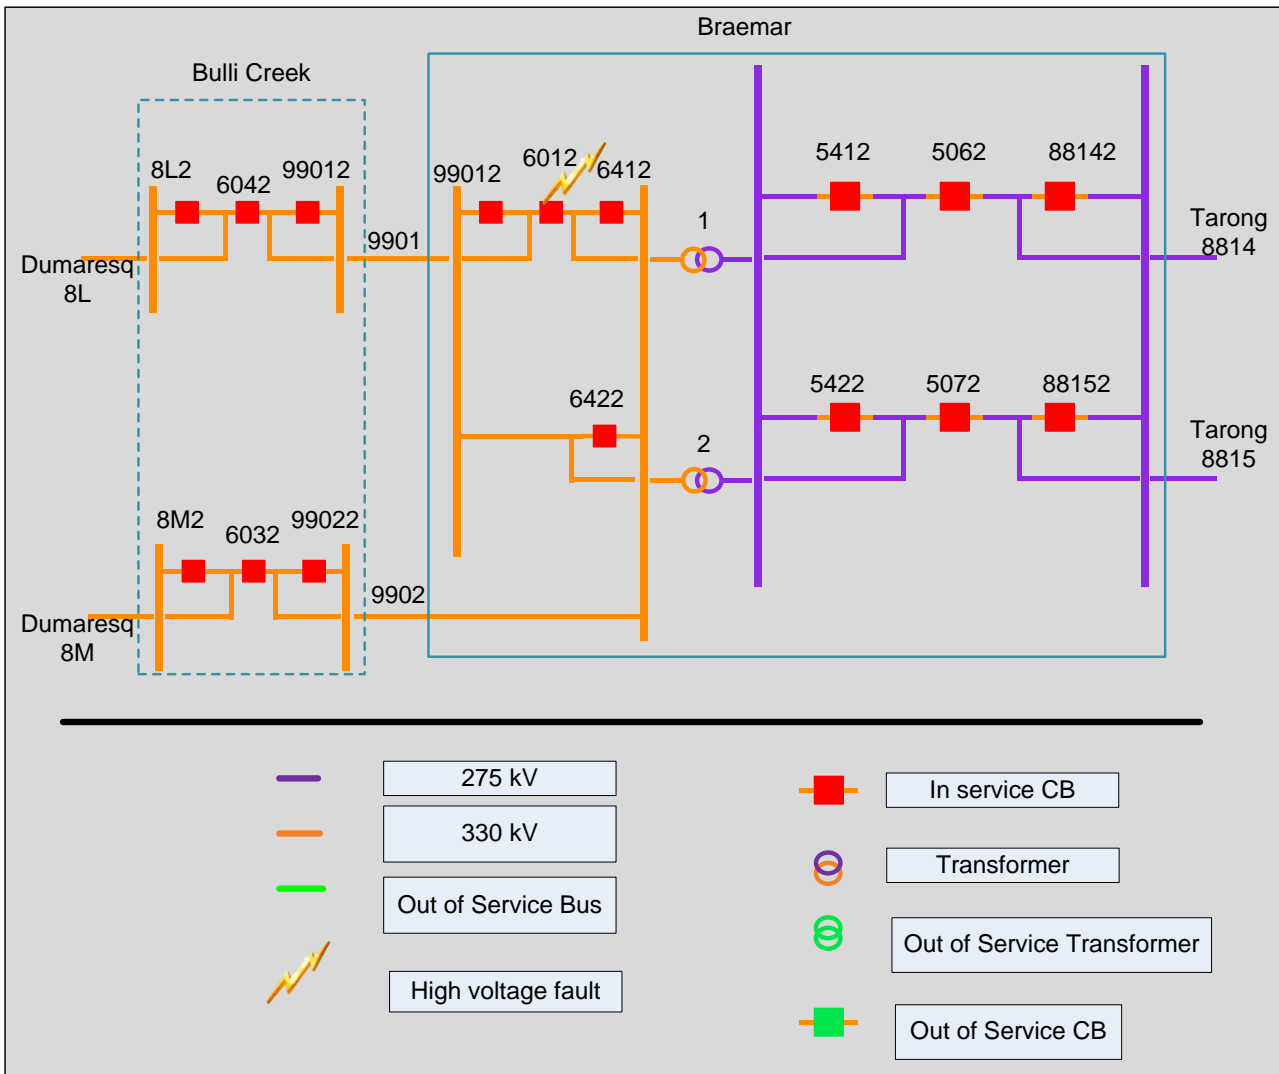 Braemar
Bulli Creek
8L2
6042
99012
99012
6012
6412
9901
Dumaresq
8L
1
5412
5062
88142
Tarong
8814
6422
2
5422
5072
88152
Tarong
8815
8M2
6032
99022
9902
Dumaresq
8M
275 kV
330 kV
Out of Service Bus
High voltage fault
In service CB
Transformer
Out of Service Transformer
Out of Service CB